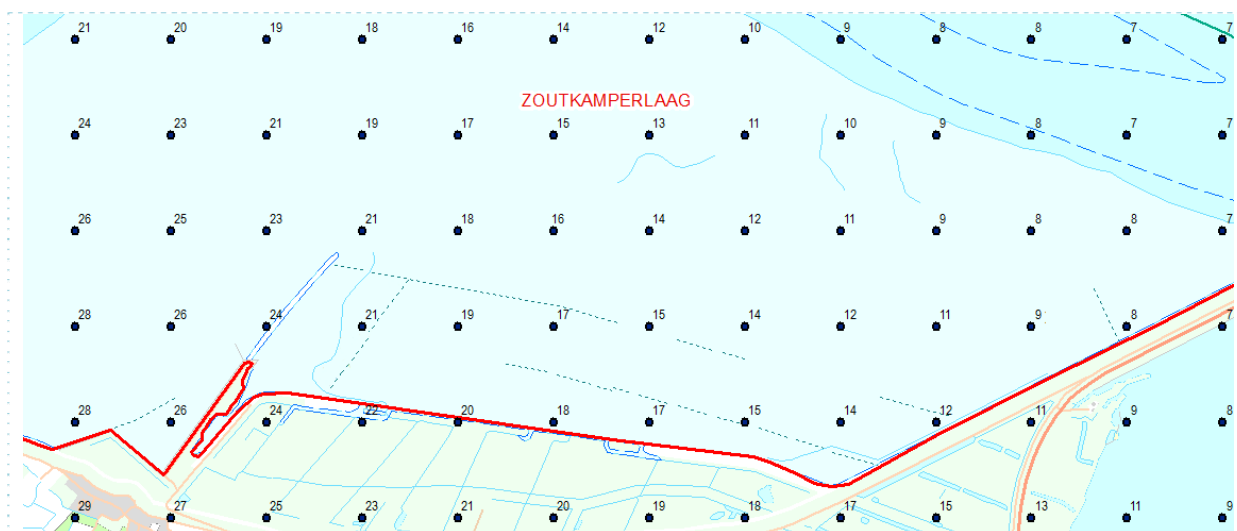 21 20 19 18 16 14 12 10 9 8 8 7 7
ZOUTKAMPERLAAG
24 23 21 19 17 15 13 11 10 9 8 7 7
26 25 23 21 18 16 14 12 11 9 8 8 7
28 26 24 21 19 17 15 14 12 11 9 8 7
28 26 24 22 20 18 17 15 14 12 11 9 8
29 27 25 23 21 20 19 18 17 15 13 11 9